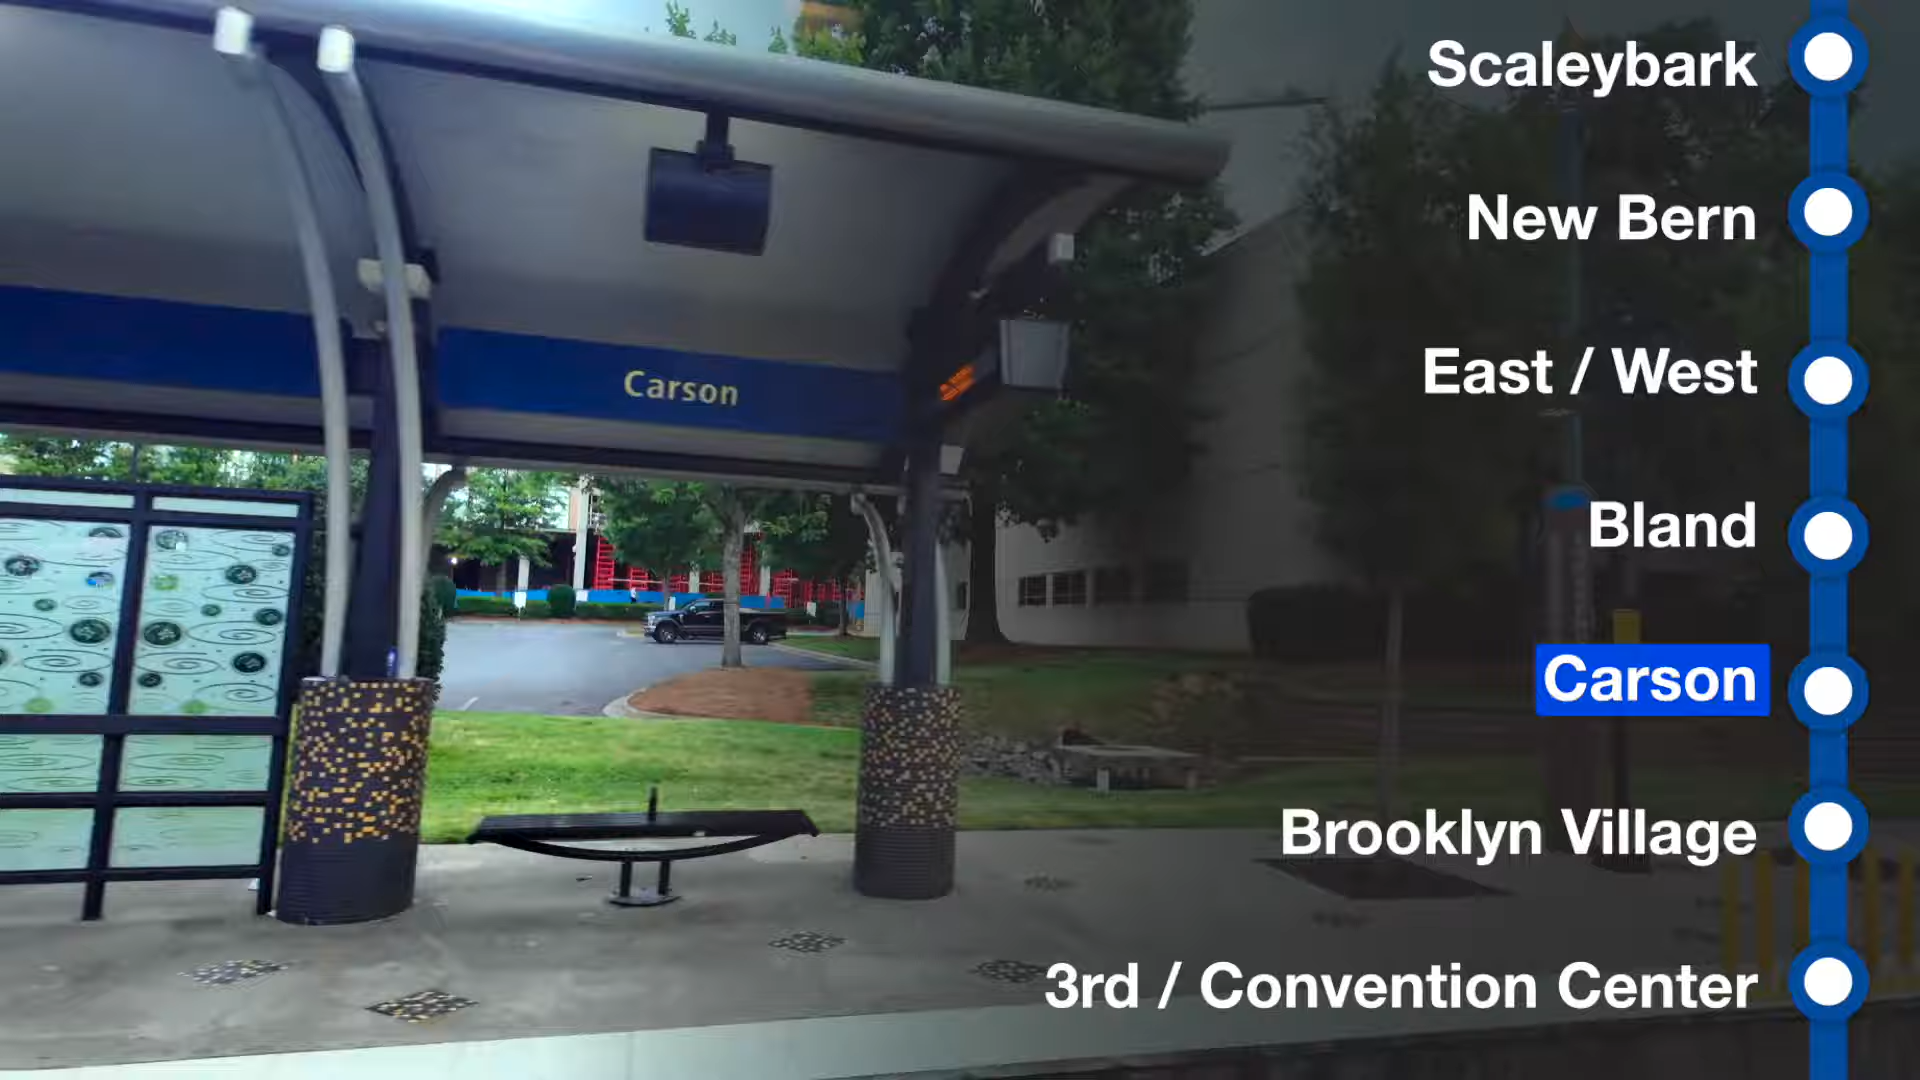 Scaleybark
New Bern
East / West
Carson
Bland
Carson
Brooklyn Village
3rd / Convention Center